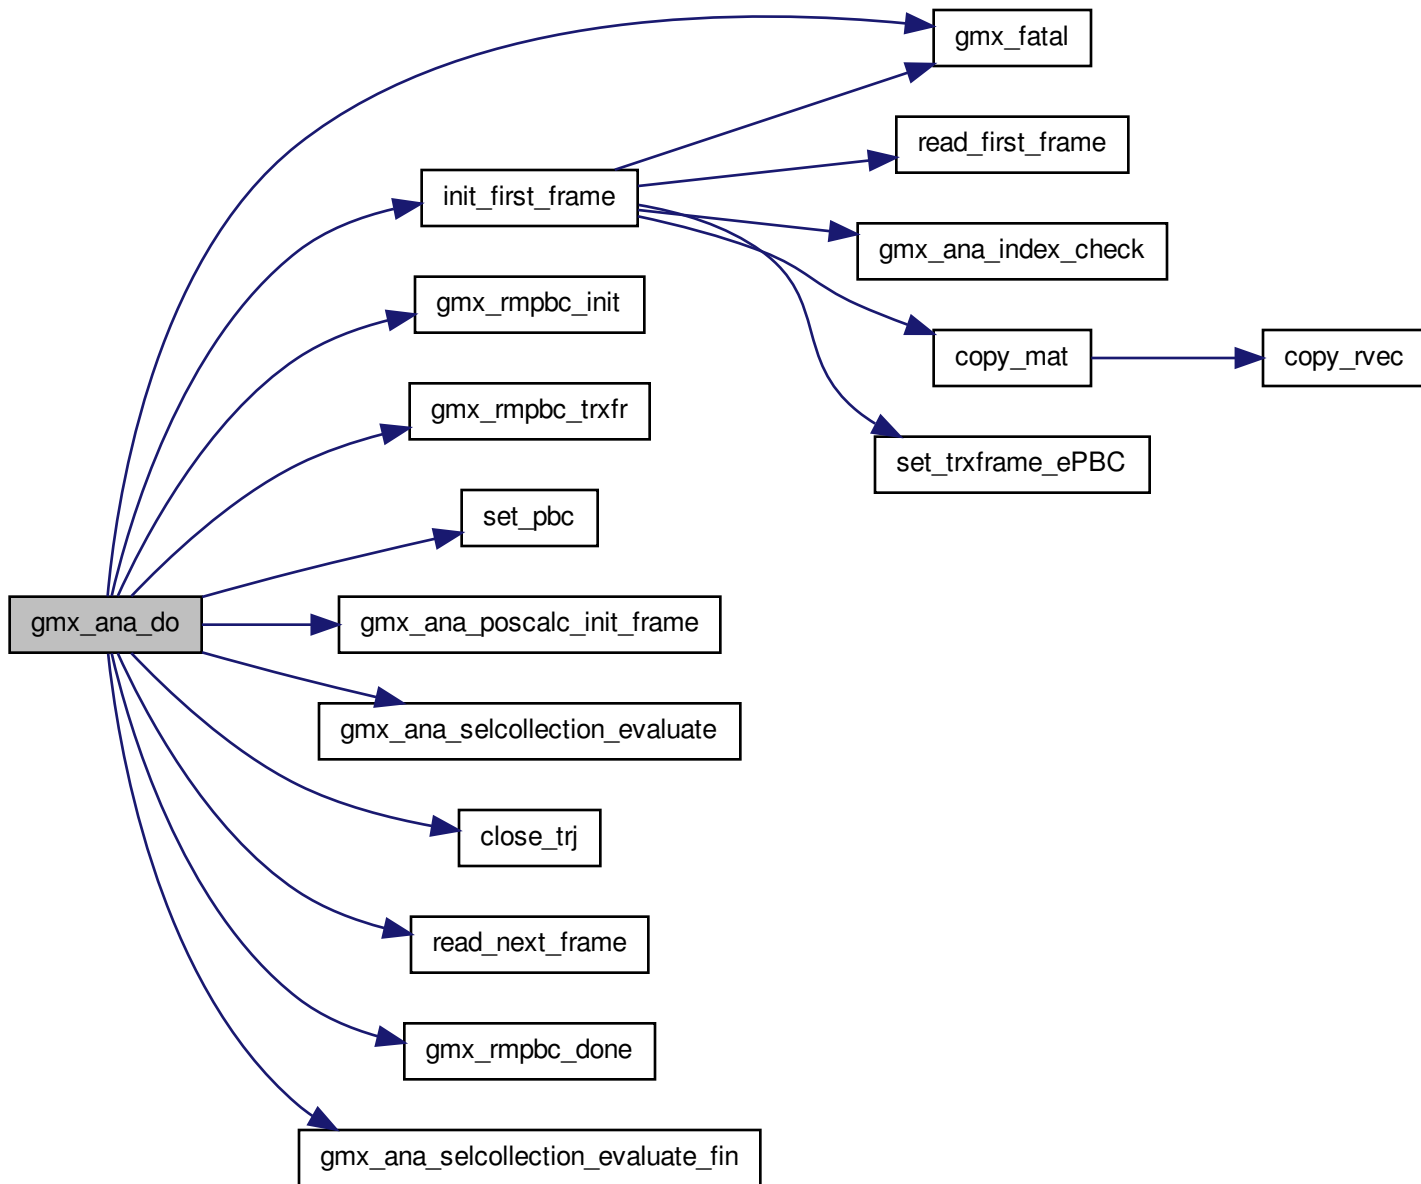 gmx_fatal
read_first_frame
init_first_frame
gmx_ana_index_check
gmx_rmpbc_init
copy_mat
copy_rvec
gmx_rmpbc_trxfr
set_trxframe_ePBC
set_pbc
gmx_ana_do
gmx_ana_poscalc_init_frame
gmx_ana_selcollection_evaluate
close_trj
read_next_frame
gmx_rmpbc_done
gmx_ana_selcollection_evaluate_fin